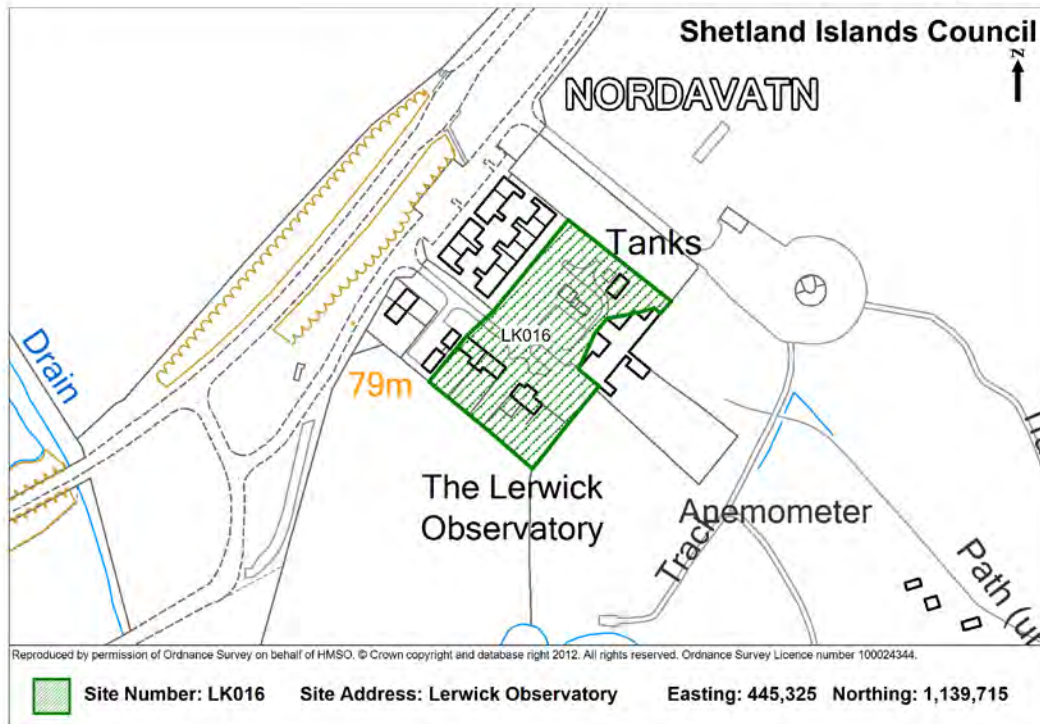 Shetland Islands Council
N
NORDAVATN
Tanks
LK016
Drain
79m
The Lerwick
Observatory
Anemometer
Track
Path (u
Reproduced by permission of Ordnance Survey on behalf of HMSO. © Crown copyright and database right 2012. All rights reserved. Ordnance Survey Licence number 100024344.
Site Number: LK016 Site Address: Lerwick Observatory Easting: 445,325 Northing: 1,139,715